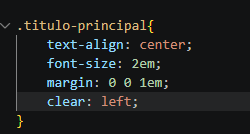 .titulo-principal{
    text-align: center;
    font-size: 2em;
    margin: 0 0 1em;
    clear: left;
}